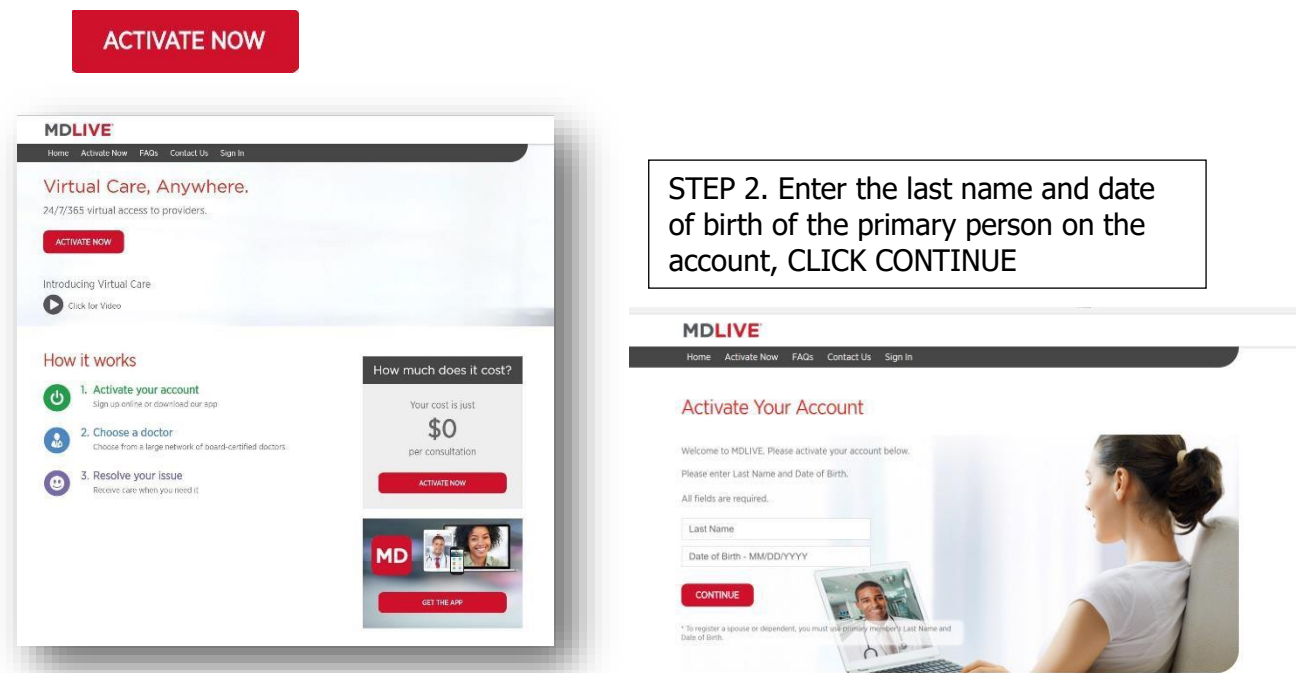 ACTIVATE NOW
MDLIVE
Home Activate Now FAQs Contact Us Sign In
Virtual Care, Anywhere.
24/7/365 virtual access to providers.
ACTIVATE NOW
Introducing Virtual Care
Click for Video
How it works
1. Activate your account
Sign up online or download our app
2. Choose a doctor
Choose from a large network of board-certified doctors
3. Resolve your issue
Receive care when you need it
How much does it cost?
Your cost is just
$0
per consultation
ACTIVATE NOW
MD
GET THE APP
STEP 2. Enter the last name and date
of birth of the primary person on the
account, CLICK CONTINUE
MDLIVE
Home Activate Now FAQs Contact Us Sign In
Activate Your Account
Welcome to MDLIVE, Please activate your account below.
Please enter Last Name and Date of Birth.
All fields are required.
Last Name
Date of Birth - MM/DD/YYYY
CONTINUE
* To register a spouse or dependent, you must use primary member's Last Name and
Date of Birth.